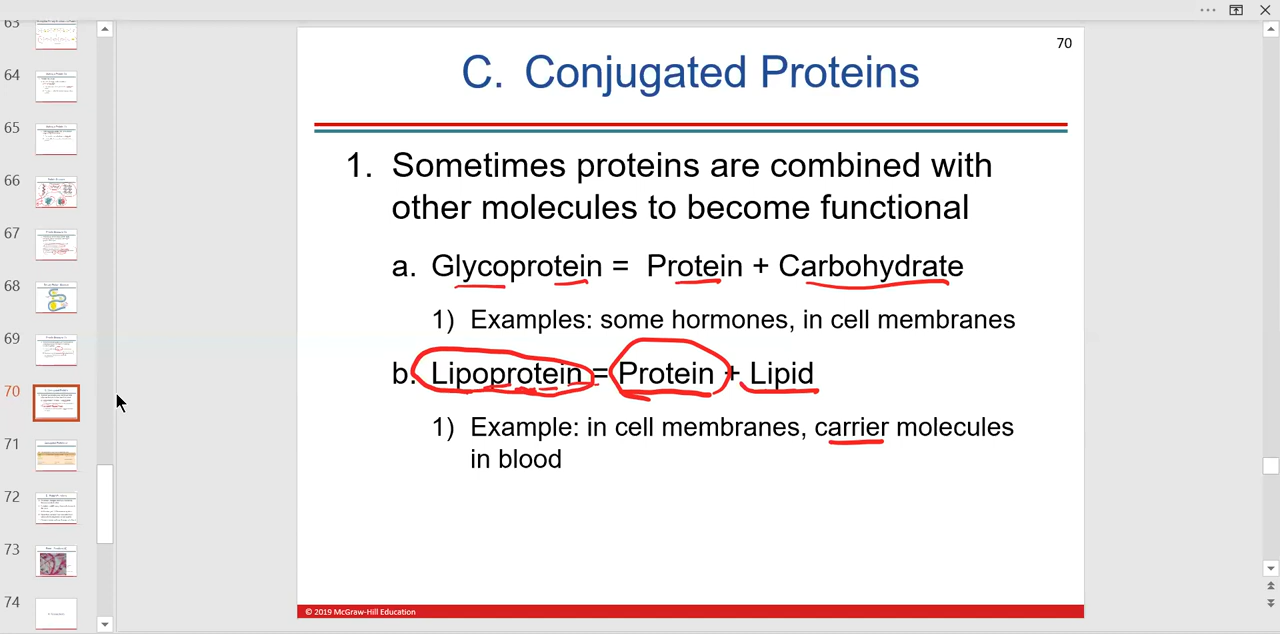 63
64
65
66
67
68
69
70
71
72
73
74
70
C. Conjugated Proteins
1. Sometimes proteins are combined with
other molecules to become functional
a. Glycoprotein = Protein + Carbohydrate
1) Examples: some hormones, in cell membranes
b. Lipoprotein = Protein + Lipid
1) Example: in cell membranes, carrier molecules
in blood
© 2019 McGraw-Hill Education